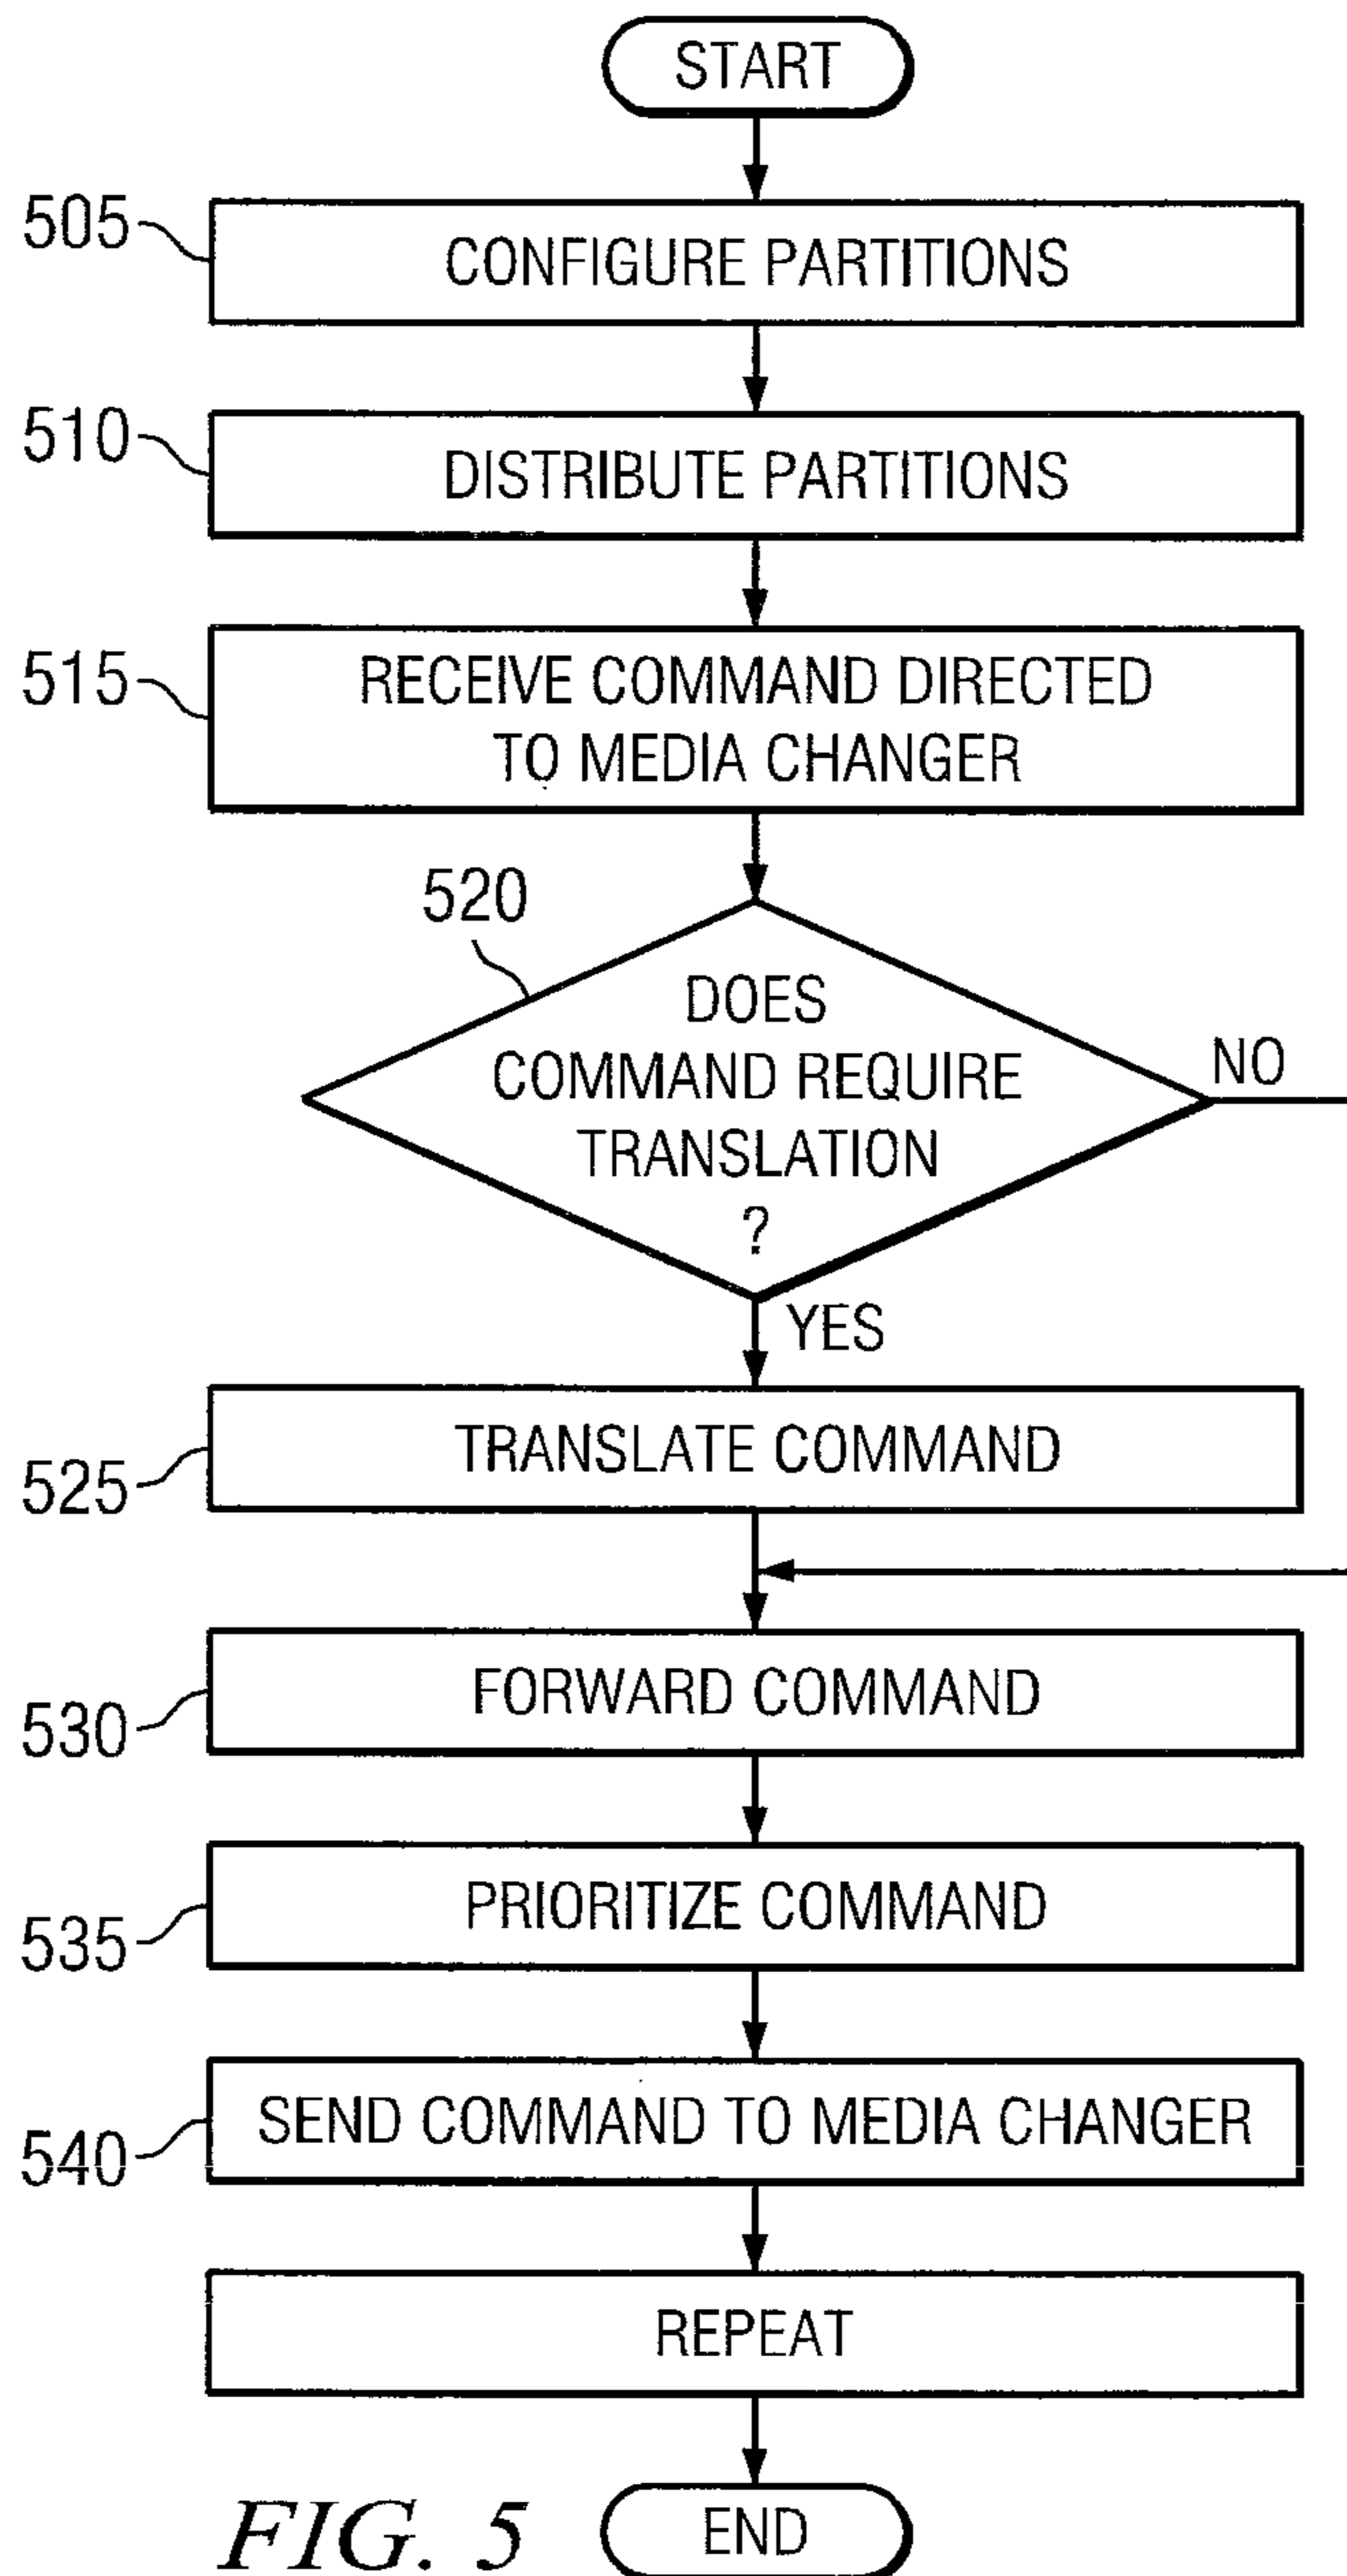 START
505
CONFIGURE PARTITIONS
510
DISTRIBUTE PARTITIONS
515
RECEIVE COMMAND DIRECTED
TO MEDIA CHANGER
520
DOES
COMMAND REQUIRE
TRANSLATION
?
NO
YES
525
TRANSLATE COMMAND
530
FORWARD COMMAND
535
PRIORITIZE COMMAND
540
SEND COMMAND TO MEDIA CHANGER
REPEAT
END
FIG. 5